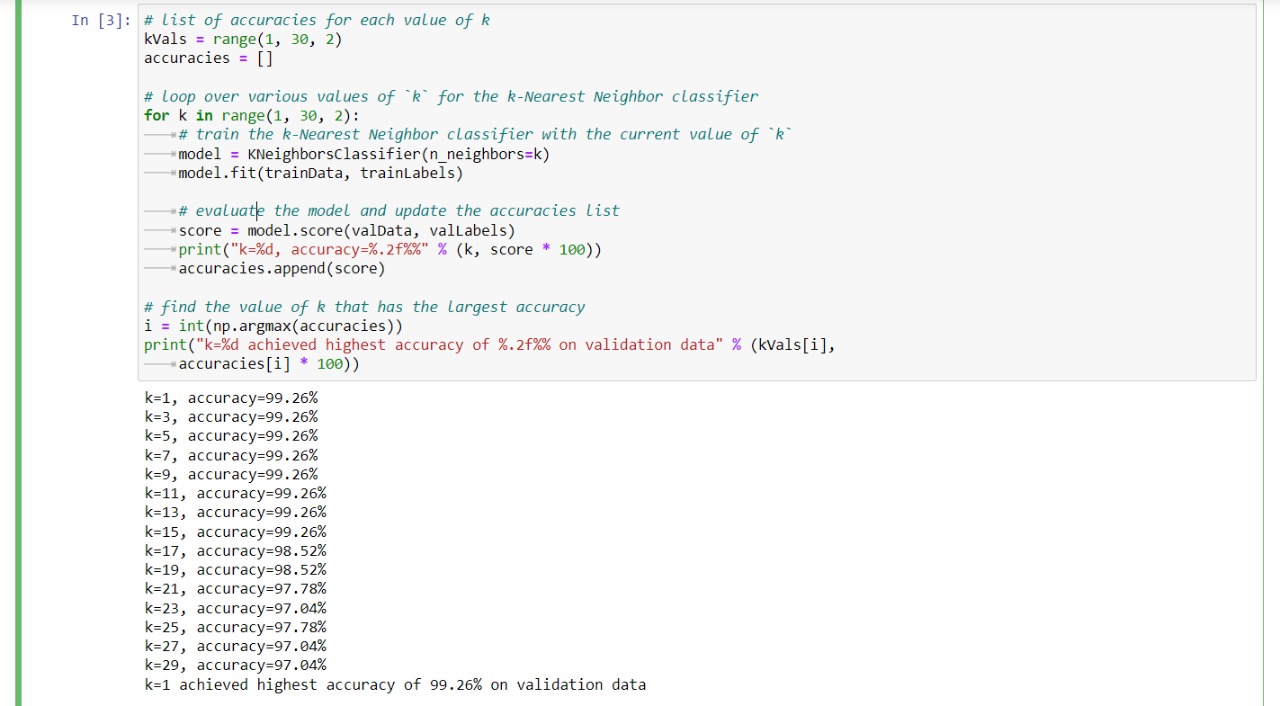 In [3]: # list of accuracies for each value of k
kVals = range(1, 30, 2)
accuracies = []
# loop over various values of `k` for the k-Nearest Neighbor classifier
for k in range(1, 30, 2):
# train the k-Nearest Neighbor classifier with the current value of `k`
model = KNeighborsClassifier(n_neighbors=k)
model.fit(trainData, trainLabels)
# evaluate the model and update the accuracies list
score = model.score(valData, valLabels)
print("k=%d, accuracy=%.2f%%" % (k, score * 100))
accuracies.append(score)
# find the value of k that has the largest accuracy
i = int(np.argmax(accuracies))
print("k=%d achieved highest accuracy of %.2f%% on validation data" % (kVals[i],
accuracies[i] * 100))
k=1, accuracy=99.26%
k=3, accuracy=99.26%
k=5, accuracy=99.26%
k=7, accuracy=99.26%
k=9, accuracy=99.26%
k=11, accuracy=99.26%
k=13, accuracy=99.26%
k=15, accuracy=99.26%
k=17, accuracy=98.52%
k=19, accuracy=98.52%
k=21, accuracy=97.78%
k=23, accuracy=97.04%
k=25, accuracy=97.78%
k=27, accuracy=97.04%
k=29, accuracy=97.04%
k=1 achieved highest accuracy of 99.26% on validation data